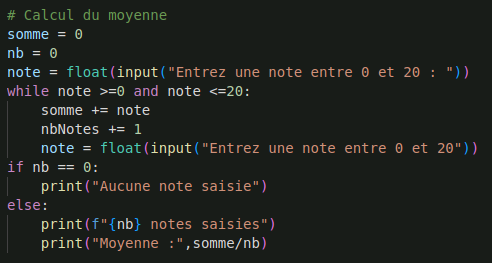 # Calcul du moyenne
somme = 0
nb = 0
note = float(input("Entrez une note entre 0 et 20 : "))
while note >=0 and note <=20:
    somme += note
    nbNotes += 1
    note = float(input("Entrez une note entre 0 et 20"))
if nb == 0:
    print("Aucune note saisie")
else:
    print(f"{nb} notes saisies")
    print("Moyenne :",somme/nb)